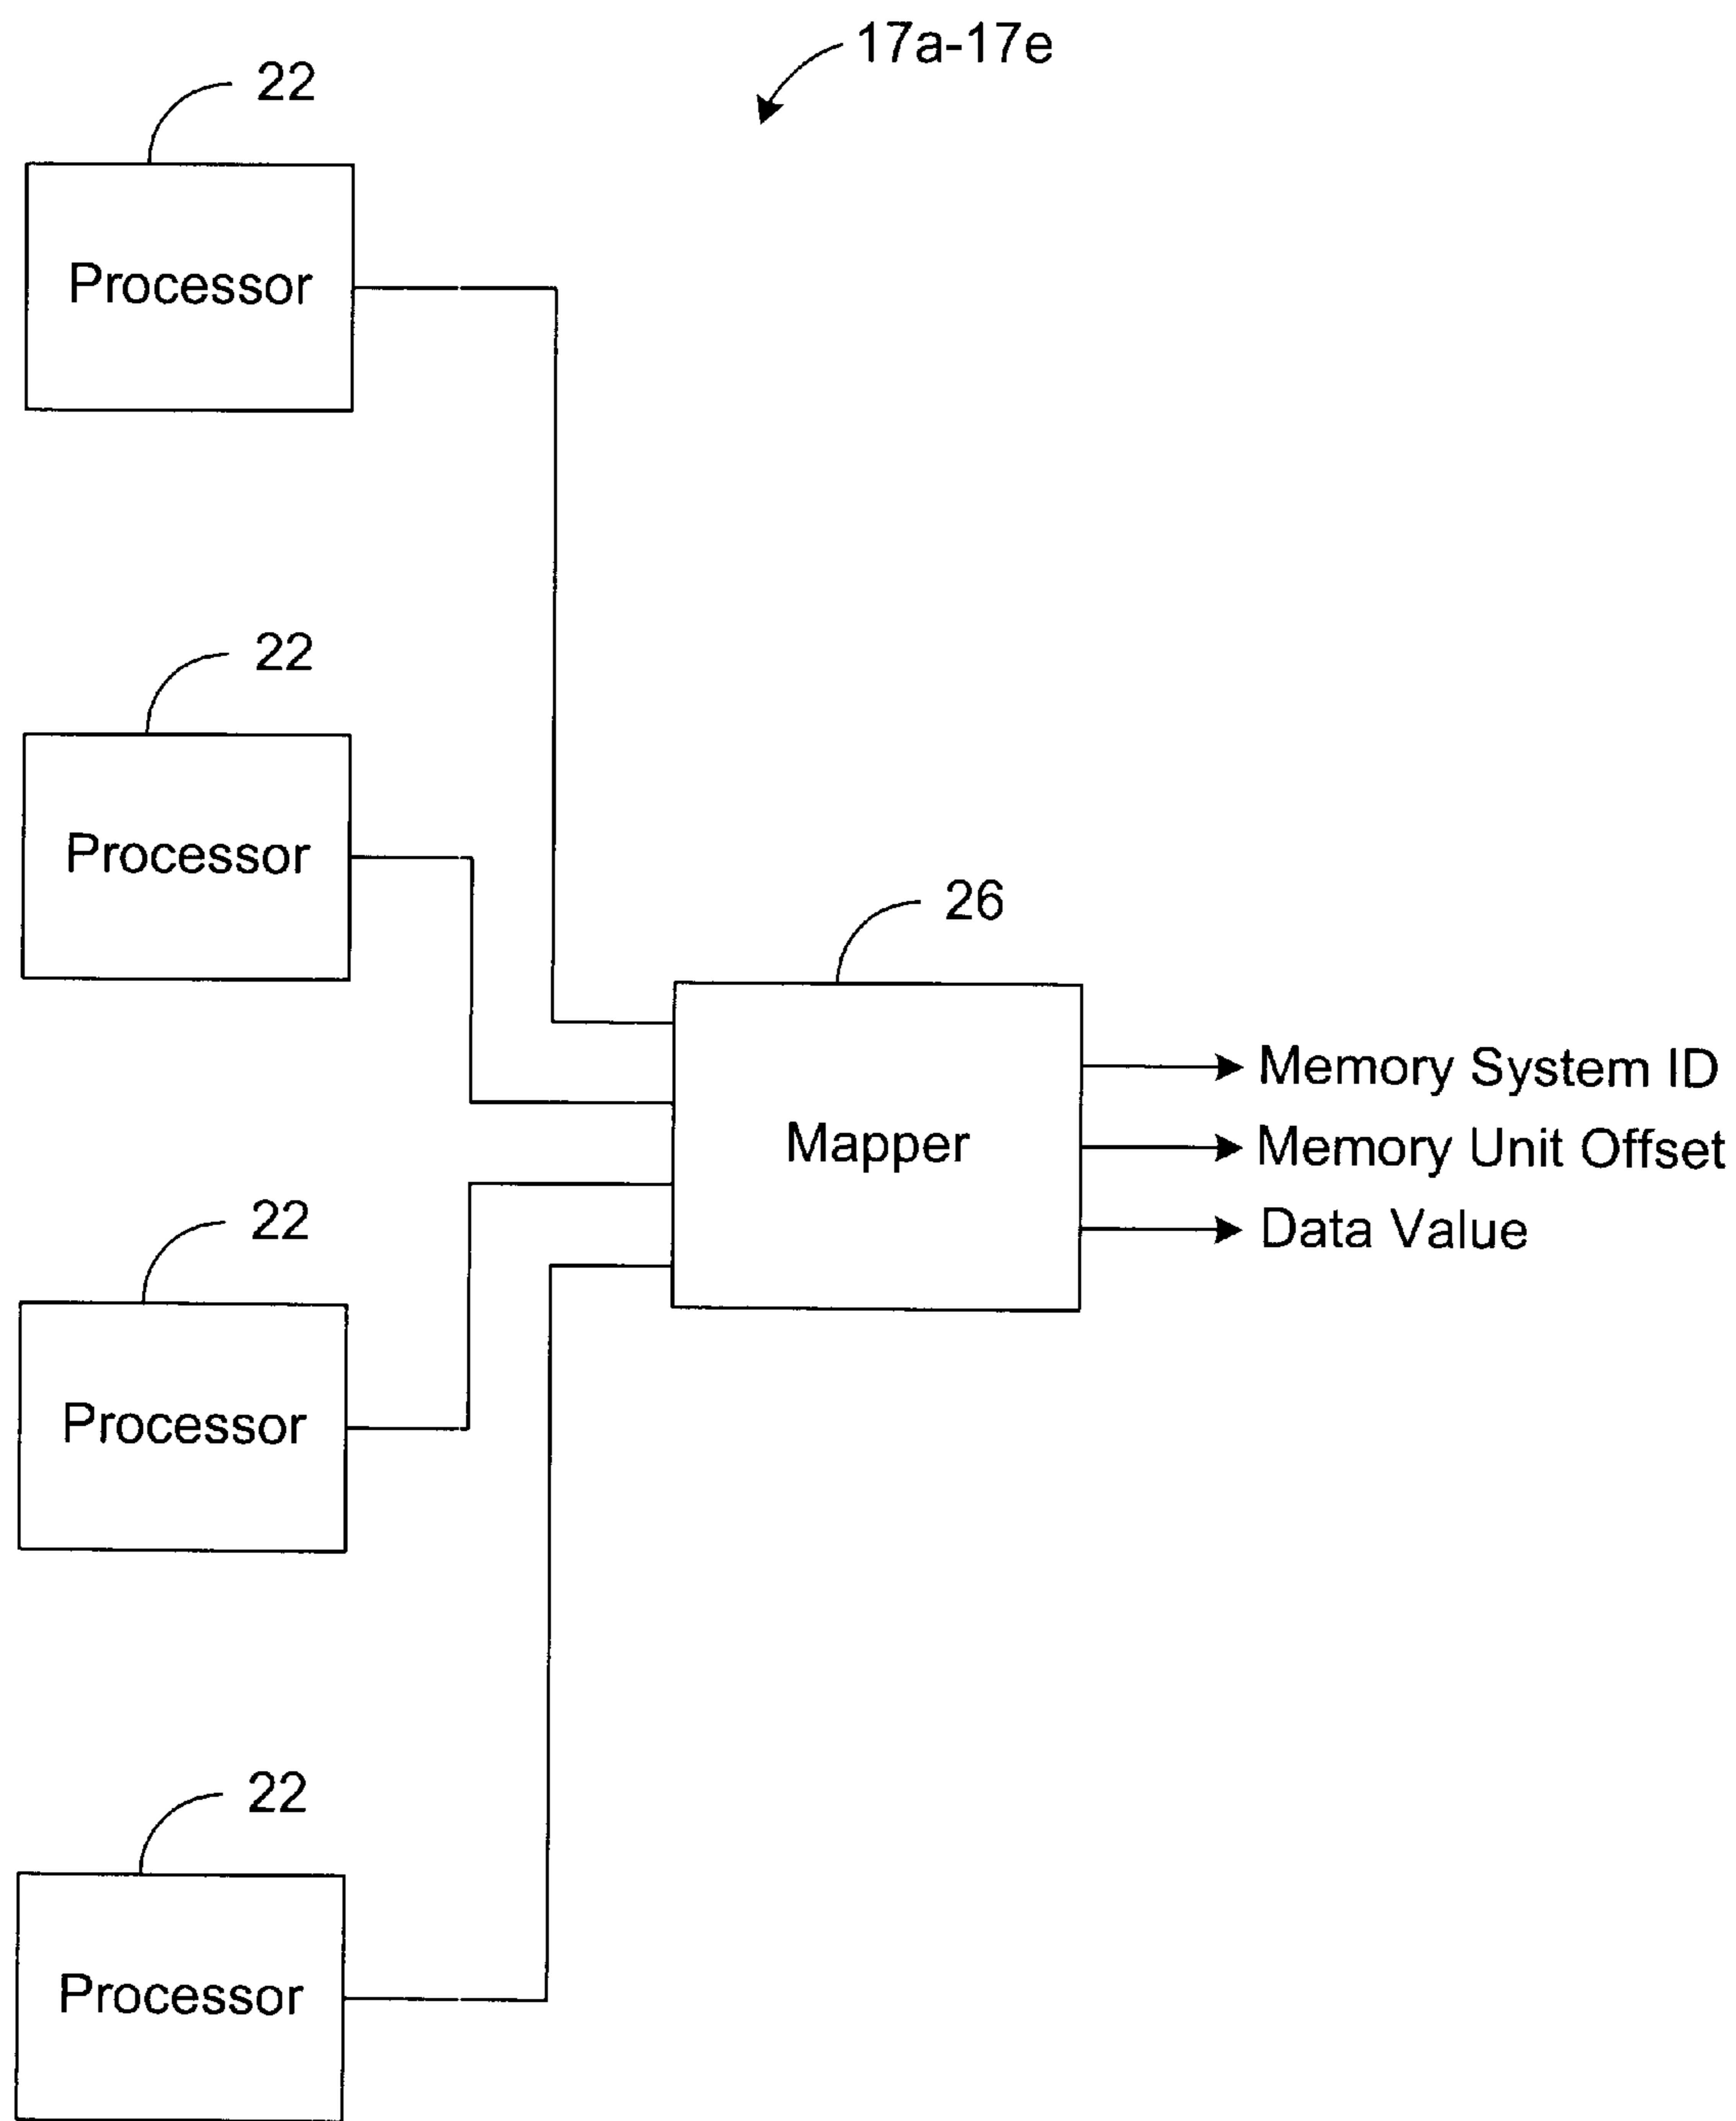 17a-17e
22
Processor
22
Processor
26
Memory System ID
Mapper
Memory Unit Offset
22
Data Value
Processor
22
Processor